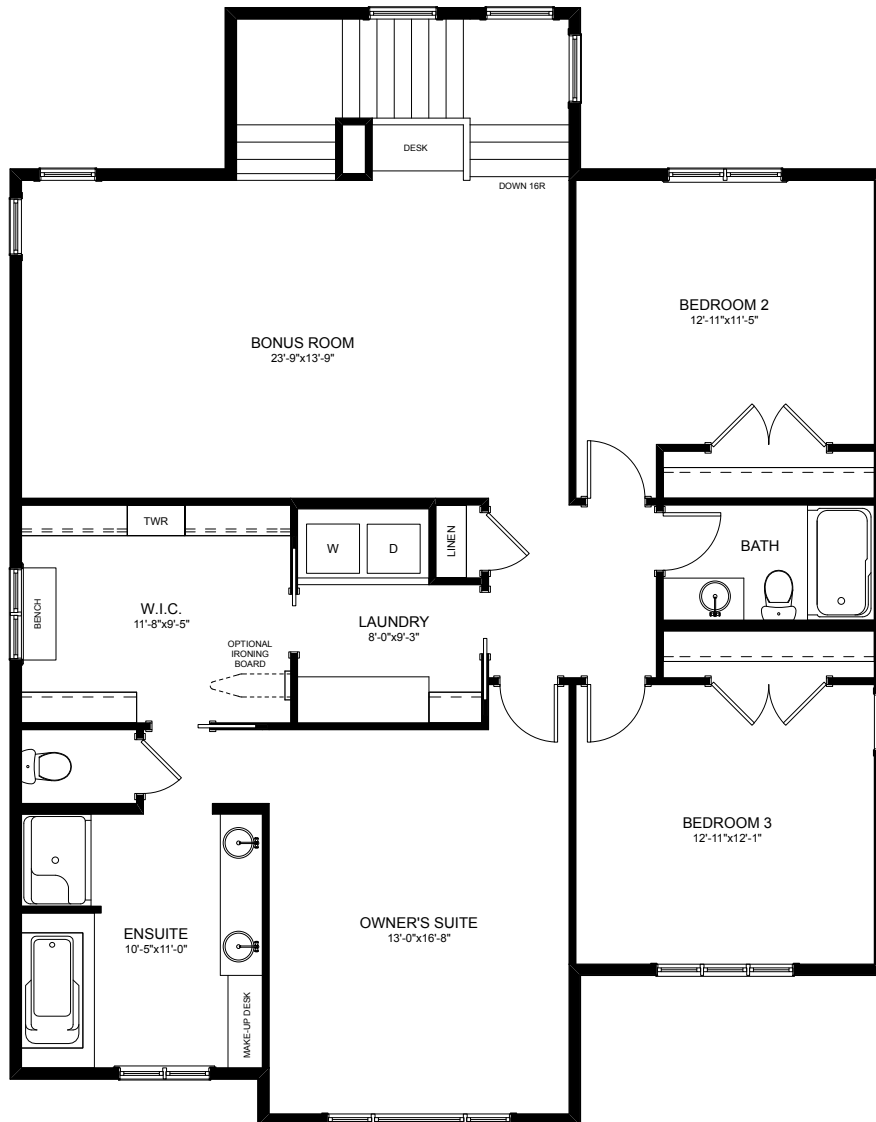 DESK
DOWN 16R
BEDROOM 2
12'-11"x11'-5"
BONUS ROOM
23'-9"x13'-9"
TWR
W
D
LINEN
BATH
BENCH
W.I.C.
11'-8"x9'-5"
LAUNDRY
8'-0"x9'-3"
OPTIONAL
IRONING
BOARD
BEDROOM 3
12'-11"x12'-1"
ENSUITE
10'-5"x11'-0"
OWNER'S SUITE
13'-0"x16'-8"
MAKE-UP DESK